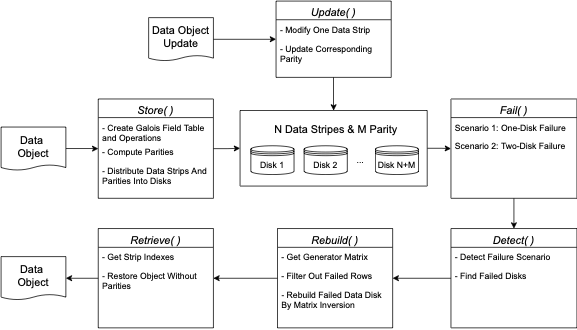 Update( )
Data Object
Update
- Modify One Data Strip
- Update Corresponding
Parity
Store( )
- Create Galois Field Table
and Operations
- Compute Parities
- Distribute Data Strips And
Parities Into Disks
Data
Object
N Data Stripes & M Parity
Disk 1
Disk 2
...
Disk N+M
Fail( )
Scenario 1: One-Disk Failure
Scenario 2: Two-Disk Failure
Data
Object
Retrieve( )
- Get Strip Indexes
- Restore Object Without
Parities
Rebuild( )
- Get Generator Matrix
- Filter Out Failed Rows
- Rebuild Failed Data Disk
By Matrix Inversion
Detect( )
- Detect Failure Scenario
- Find Failed Disks